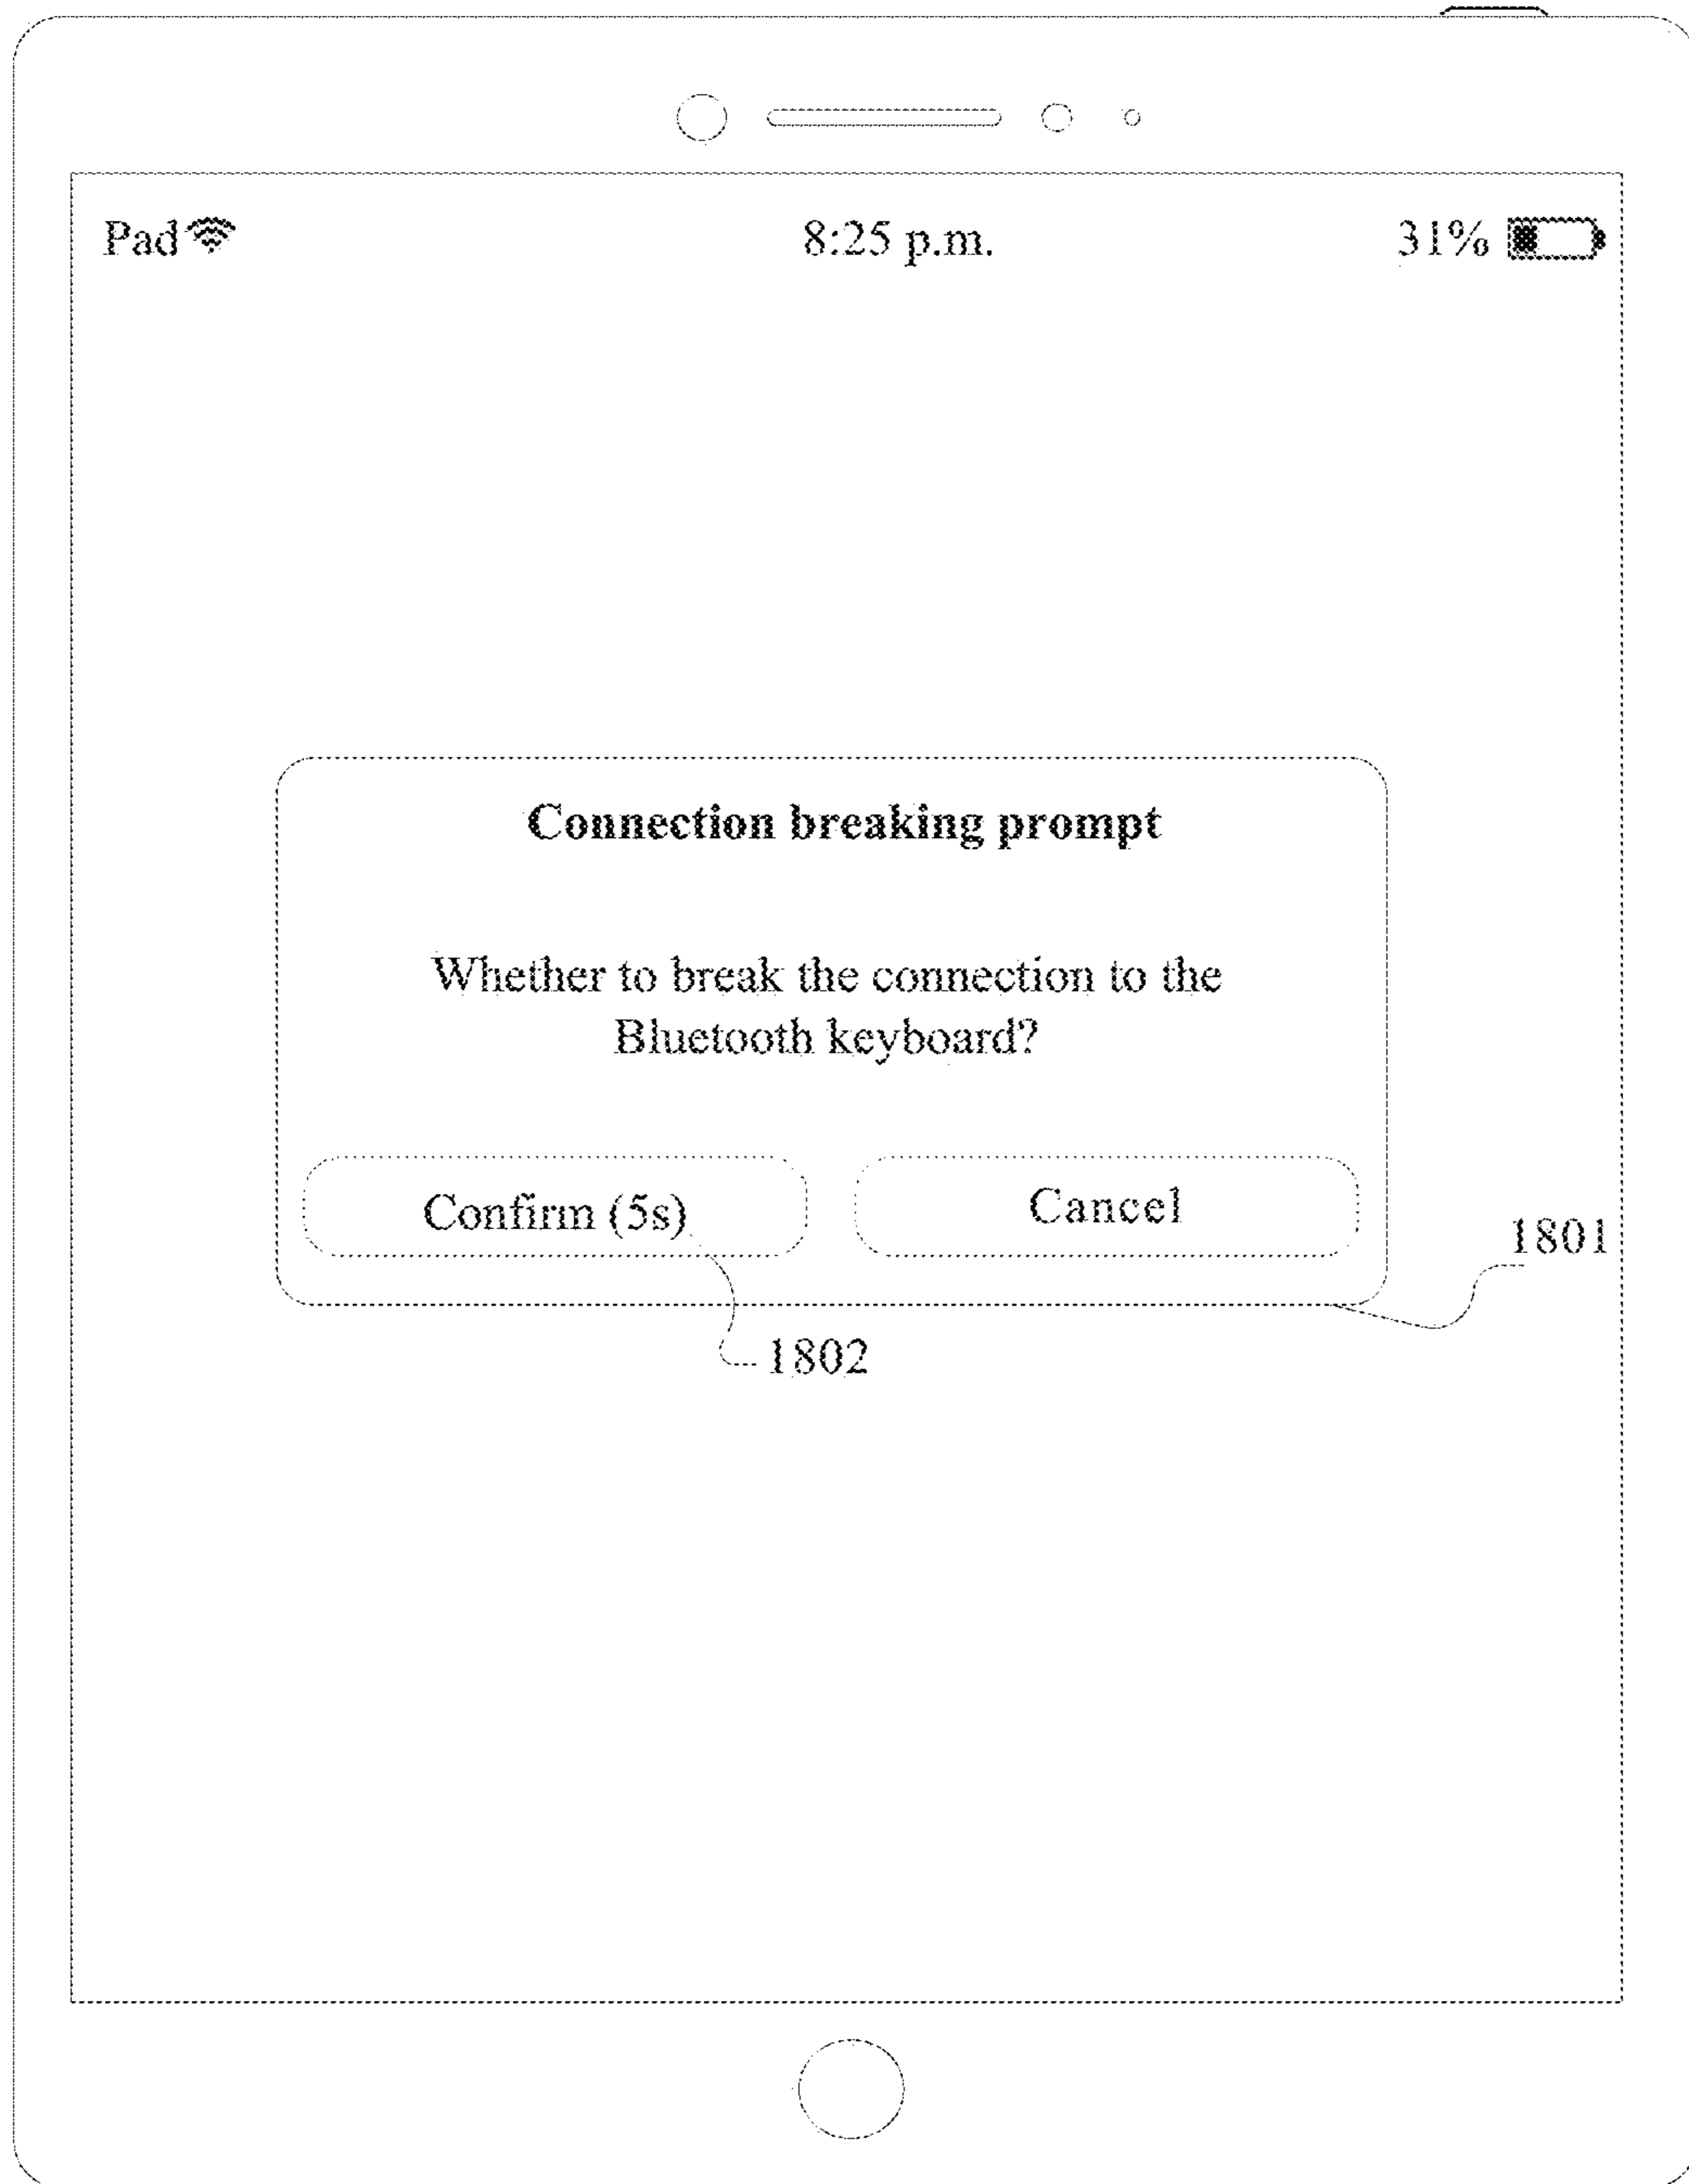 Pad 8:25 p.m. 31%
Connection breaking prompt
Whether to break the connection to the
Bluetooth keyboard?
Confirm (5s) Cancel
1801
1802